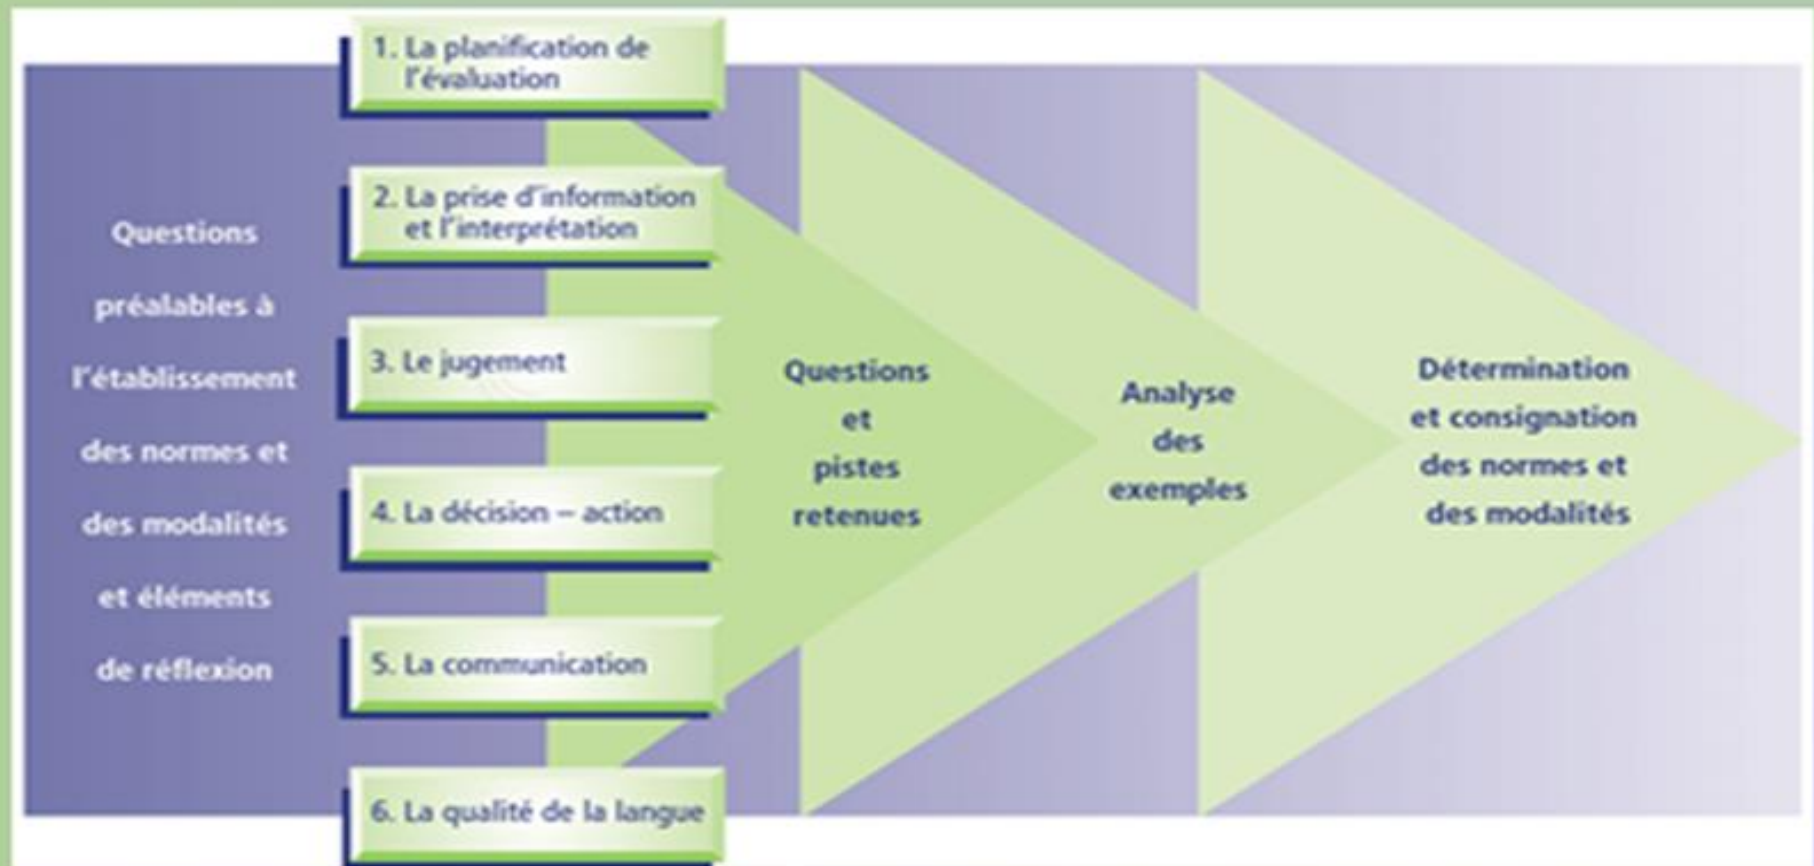 Questions
préalables à
l'établissement
des normes et
des modalités
et éléments
de réflexion
1. La planification de
l'évaluation
2. La prise d'information
et l'interprétation
3. Le jugement
4. La décision – action
5. La communication
6. La qualité de la langue
Questions
et
pistes
retenues
Analyse
des
exemples
Détermination
et consignation
des normes et
des modalités